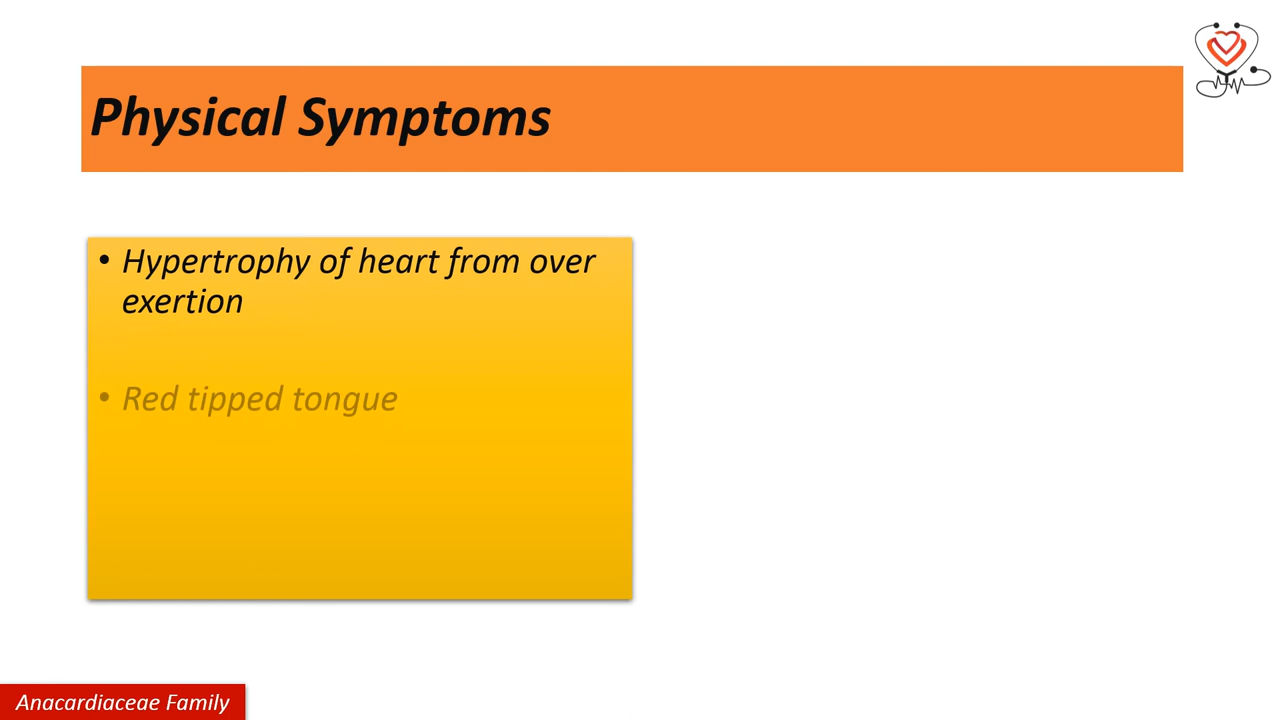 Physical Symptoms
• Hypertrophy of heart from over
exertion
• Red tipped tongue
Anacardiaceae Family